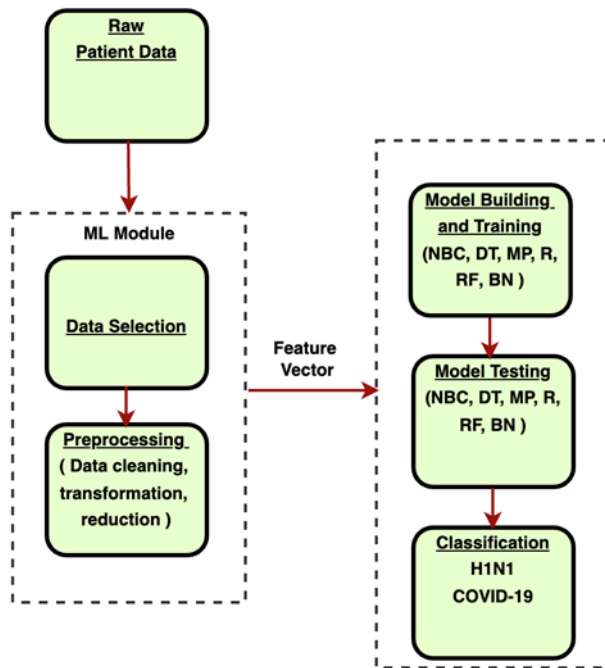 Raw
Patient Data
ML Module
Data Selection
Preprocessing
( Data cleaning,
transformation,
reduction )
Feature
Vector
Model Building
and Training
(NBC, DT, MP, R,
RF, BN )
Model Testing
(NBC, DT, MP, R,
RF, BN )
Classification
H1N1
COVID-19